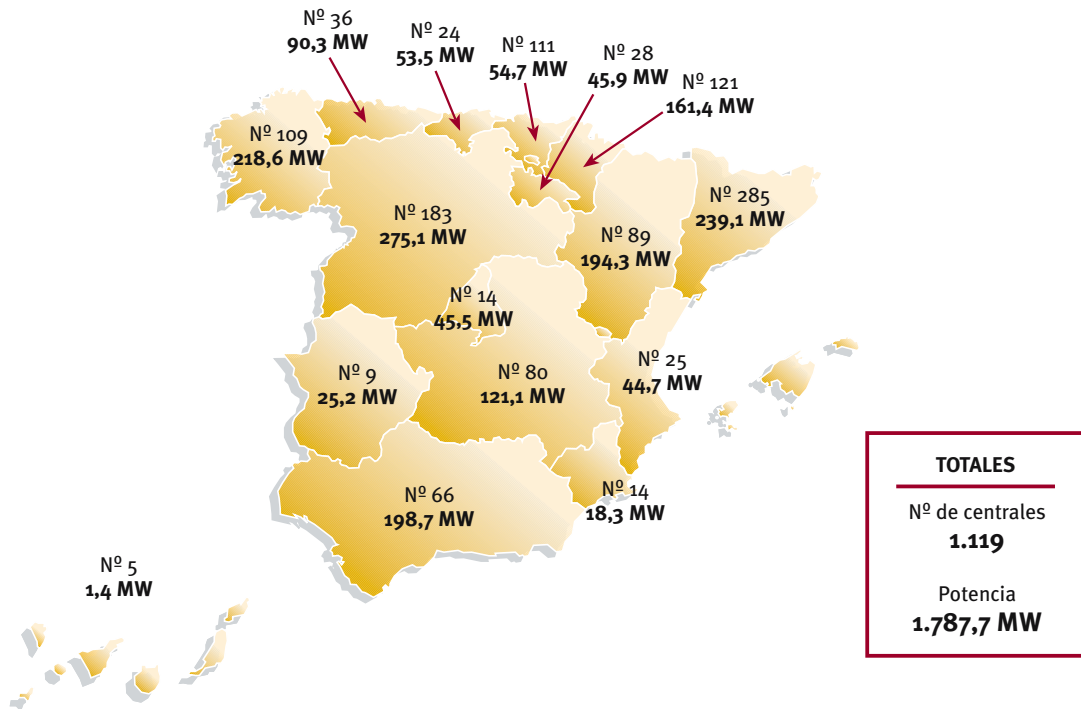 Nº 36
90,3 MW
Nº 24
53,5 MW
Nº 111
54,7 MW
Nº 28
45,9 MW
Nº 121
161,4 MW
Nº 109
218,6 MW
Nº 183
275,1 MW
Nº 89
194,3 MW
Nº 285
239,1 MW
Nº 14
45,5 MW
Nº 9
25,2 MW
Nº 80
121,1 MW
Nº 25
44,7 MW
Nº 66
198,7 MW
Nº 14
18,3 MW
Nº 5
1,4 MW
TOTALES
Nº de centrales
1.119
Potencia
1.787,7 MW